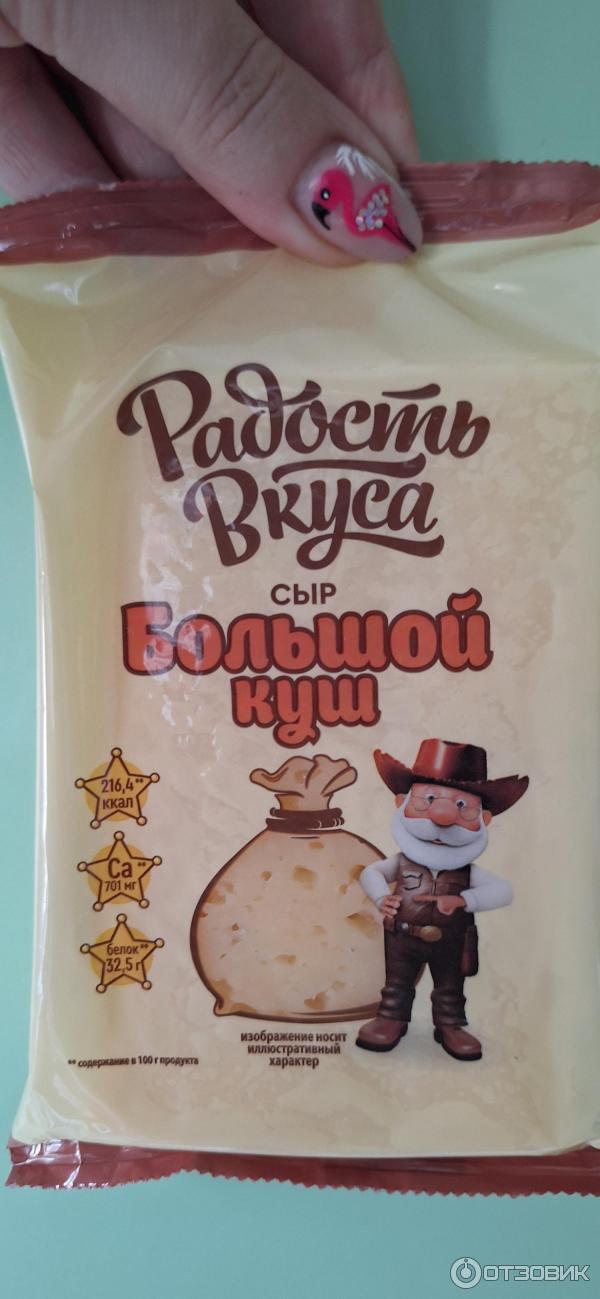 Радость
Вкуса
сыр
Большой
куш
216,4**
ккал
Ca**
701 мг
белок**
32,5 г
изображение носит
иллюстративный
характер
** содержание в 100 г продукта
ОТЗОВИК